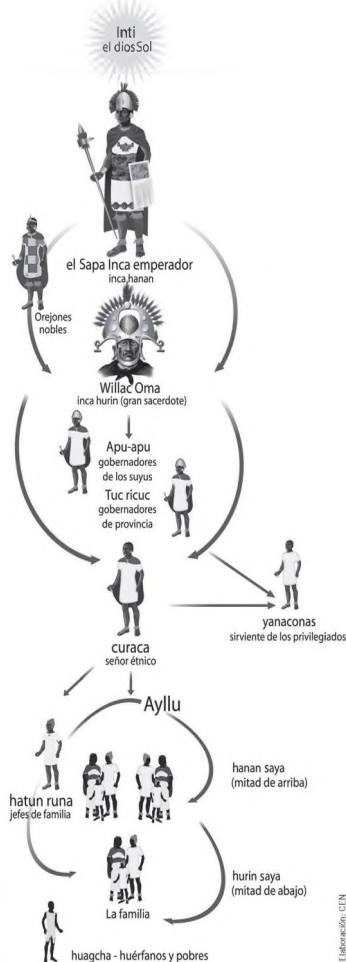 Inti
el dios Sol
el Sapa Inca emperador
inca hanan
Orejones
nobles
Willac Oma
inca hurin (gran sacerdote)
Apu-apu
gobernadores
de los suyus
Tuc ricuc
gobernadores
de provincia
yanaconas
sirviente de los privilegiados
curaca
señor étnico
Ayllu
hanan saya
(mitad de arriba)
hatun runa
jefes de familia
hurin saya
(mitad de abajo)
La familia
huagcha - huérfanos y pobres
Elaboración: CEN